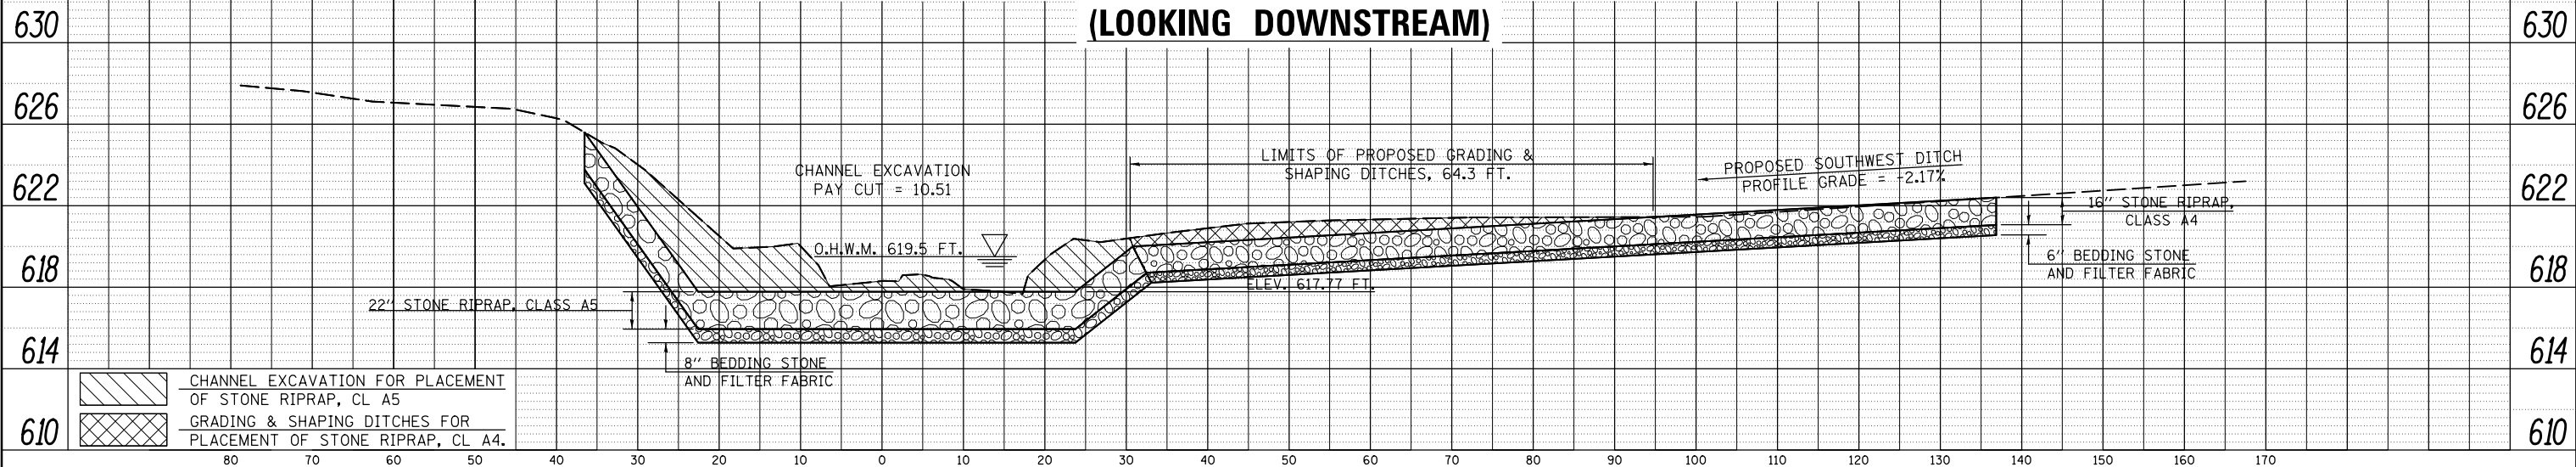 (LOOKING DOWNSTREAM)
630
630
626
626
622
622
618
618
614
614
610
610
CHANNEL EXCAVATION
PAY CUT = 10.51
LIMITS OF PROPOSED GRADING &
SHAPING DITCHES, 64.3 FT.
PROPOSED SOUTHWEST DITCH
PROFILE GRADE = -2.17%
16" STONE RIPRAP,
CLASS A4
O.H.W.M. 619.5 FT.
6" BEDDING STONE
AND FILTER FABRIC
ELEV. 617.77 FT.
22" STONE RIPRAP, CLASS A5
8" BEDDING STONE
AND FILTER FABRIC
CHANNEL EXCAVATION FOR PLACEMENT
OF STONE RIPRAP, CL A5
GRADING & SHAPING DITCHES FOR
PLACEMENT OF STONE RIPRAP, CL A4.
80 70 60 50 40 30 20 10 0 10 20 30 40 50 60 70 80 90 100 110 120 130 140 150 160 170